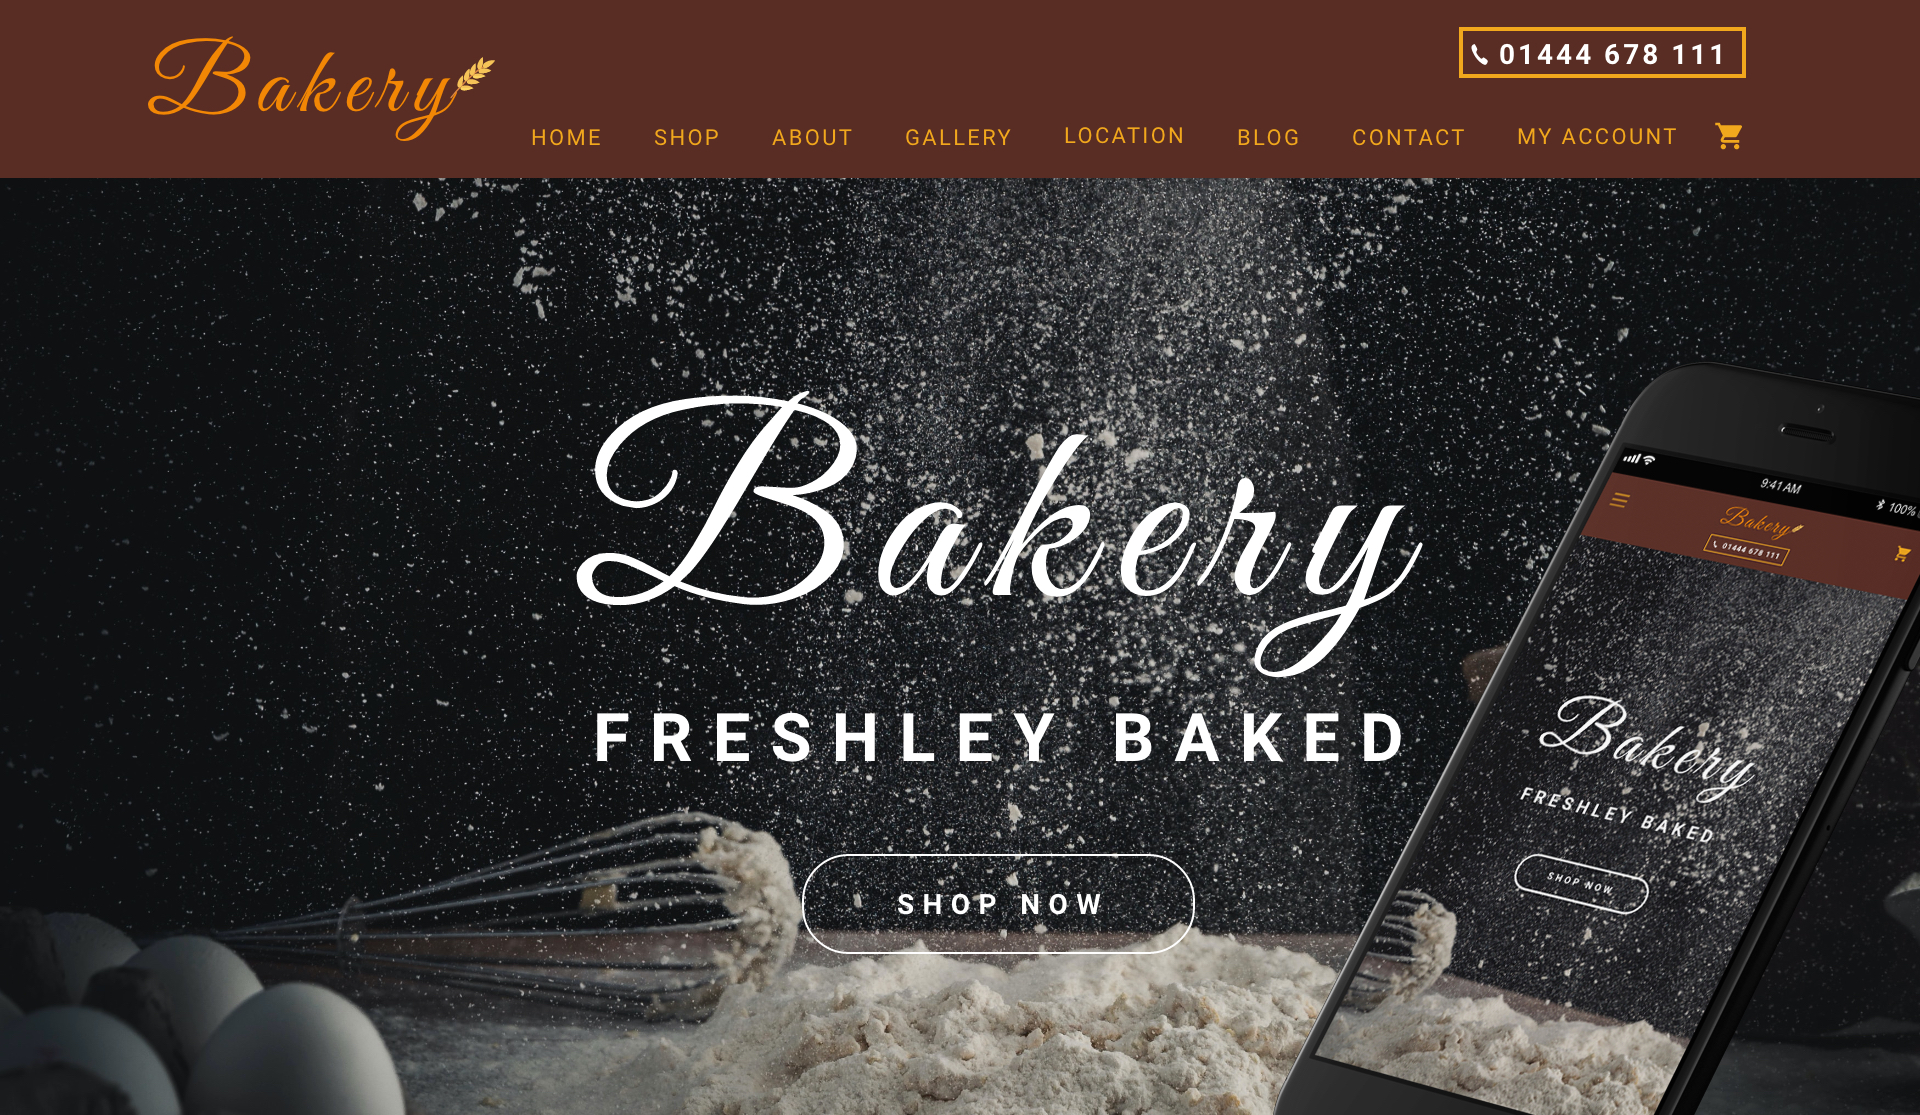 Bakery
01444 678 111
HOME SHOP ABOUT GALLERY LOCATION BLOG CONTACT MY ACCOUNT
Bakery
FRESHLEY BAKED
SHOP NOW
9:41 AM 100%
Bakery
01444 678 111
Bakery
FRESHLEY BAKED
SHOP NOW